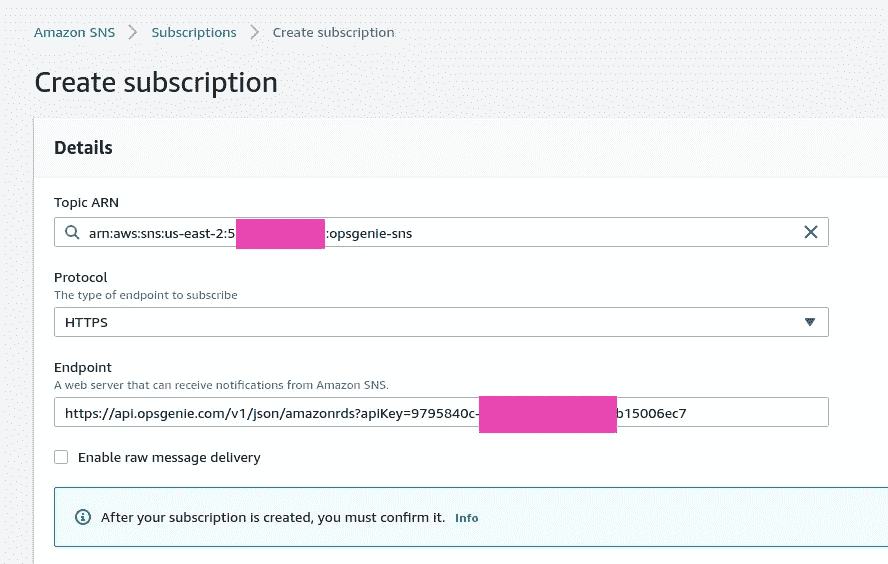 Amazon SNS > Subscriptions > Create subscription
Create subscription
Details
Topic ARN
arn:aws:sns:us-east-2:5 :opsgenie-sns
Protocol
The type of endpoint to subscribe
HTTPS
Endpoint
A web server that can receive notifications from Amazon SNS.
https://api.opsgenie.com/v1/json/amazonrds?apiKey=9795840c- b15006ec7
Enable raw message delivery
After your subscription is created, you must confirm it. Info